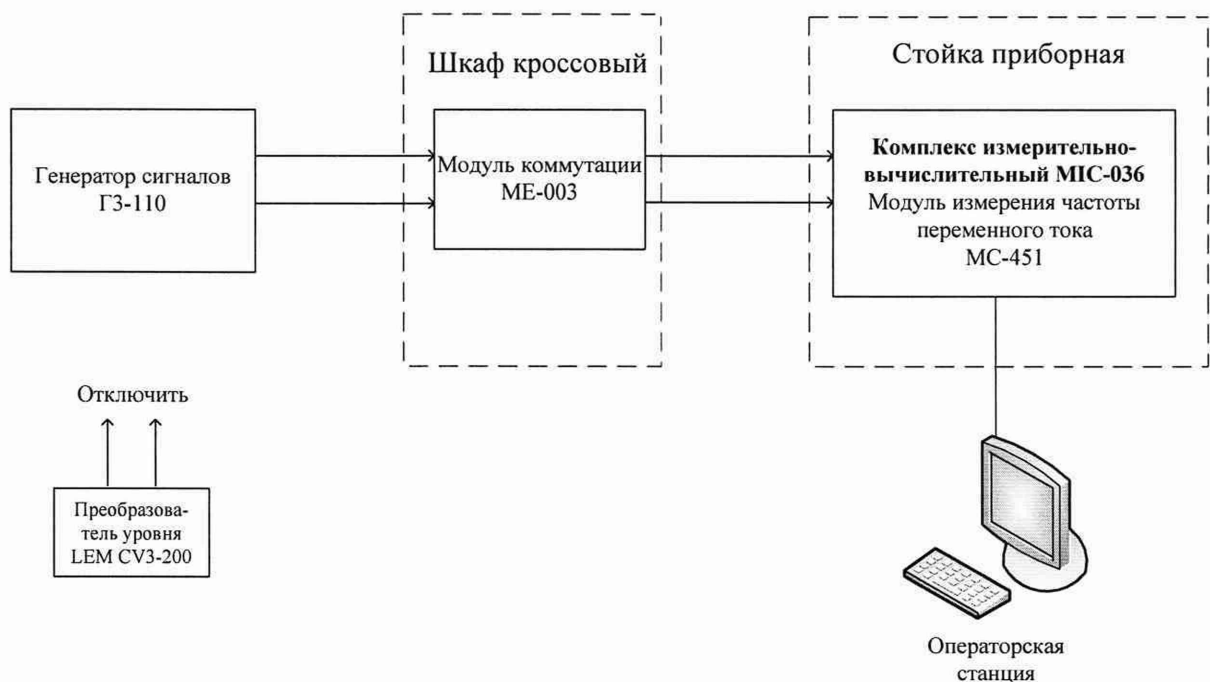 Шкаф кроссовый
Стойка приборная
Генератор сигналов
Г3-110
Модуль коммутации
МЕ-003
Комплекс измерительно-
вычислительный MIC-036
Модуль измерения частоты
переменного тока
МС-451
Отключить
Преобразова-
тель уровня
LEM CV3-200
Операторская
станция